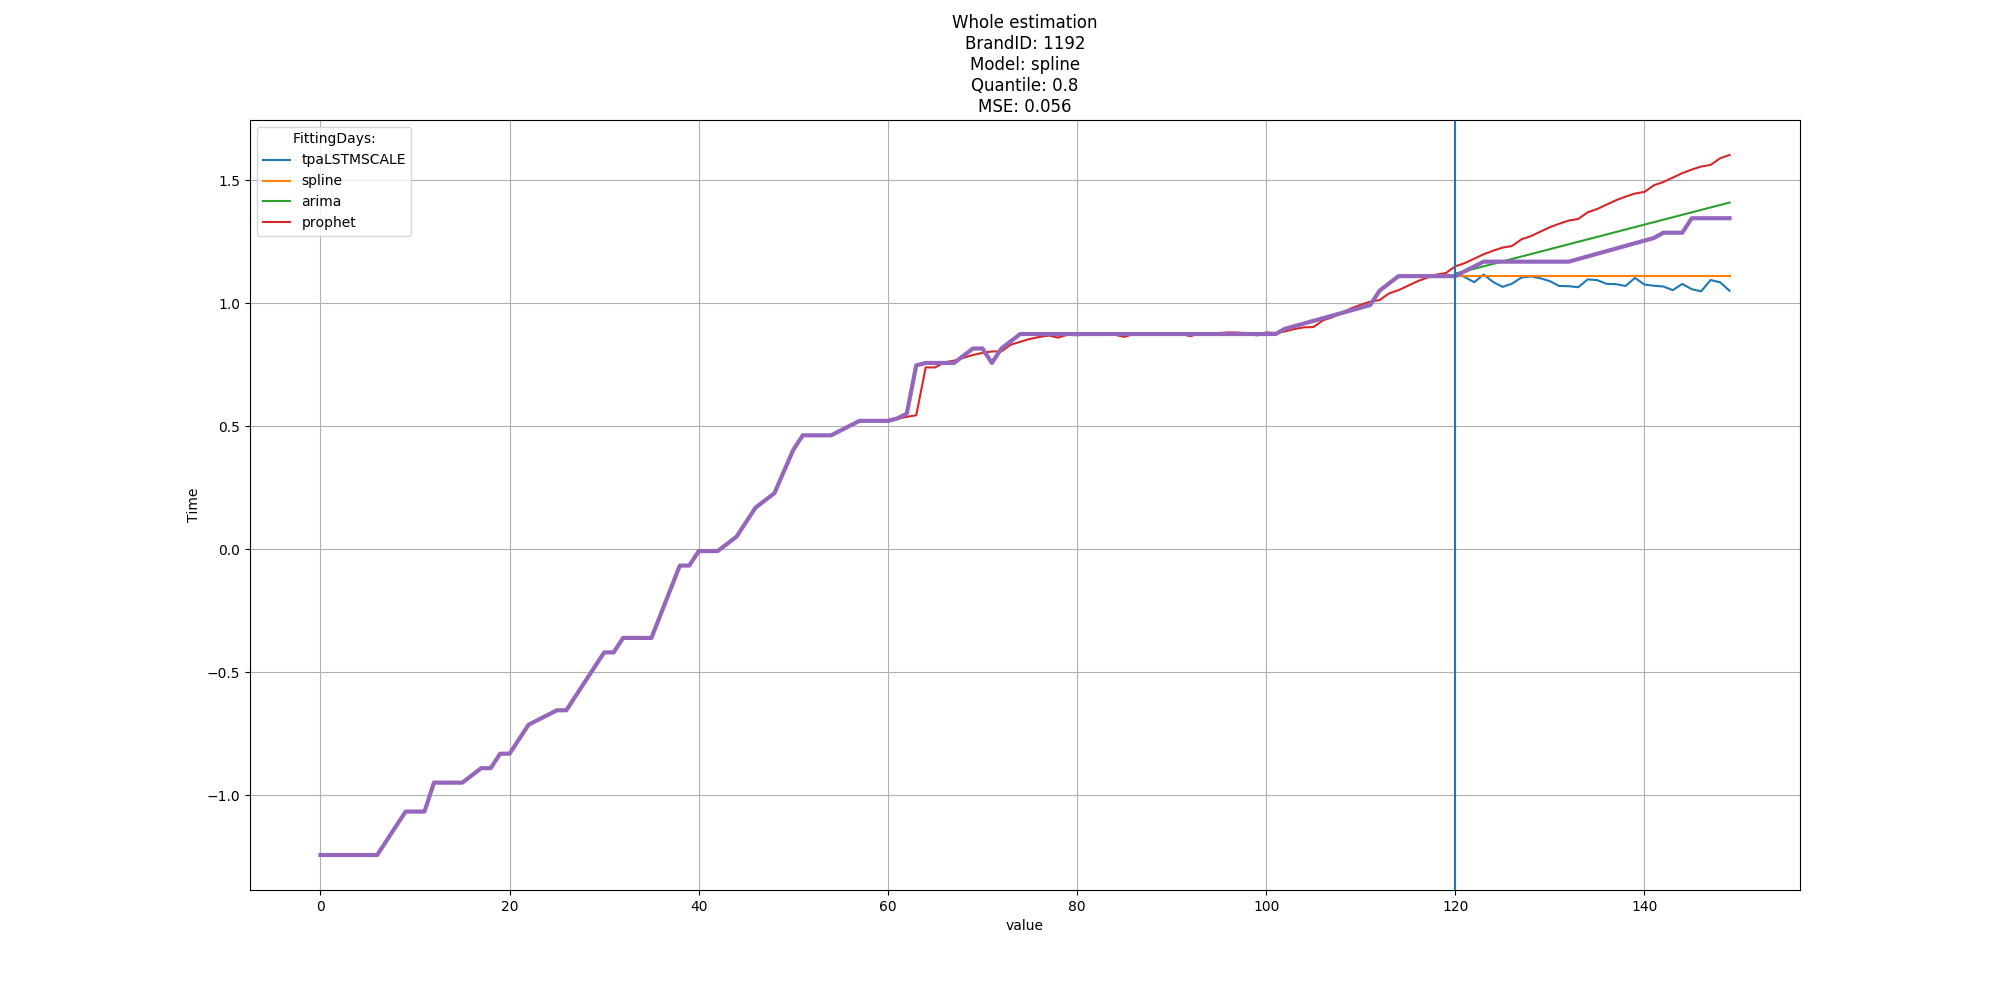 Whole estimation
BrandID: 1192
Model: spline
Quantile: 0.8
MSE: 0.056
FittingDays:
tpaLSTMSCALE
spline
arima
prophet
1.5
1.0
0.5
0.0
−0.5
−1.0
Time
0 20 40 60 80 100 120 140
value